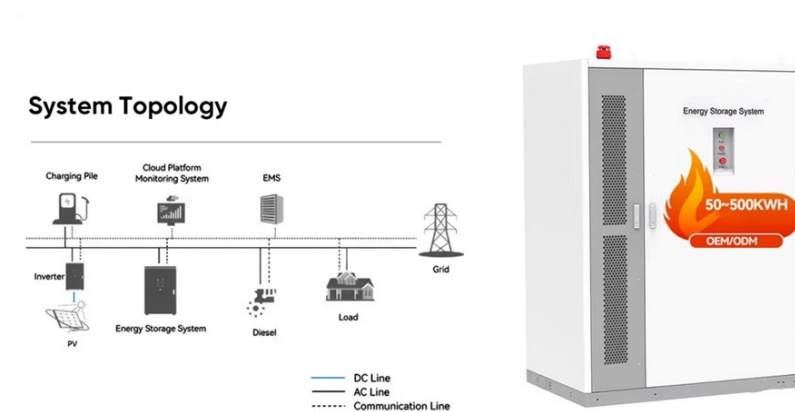 System Topology
Charging Pile
Cloud Platform
Monitoring System
EMS
Inverter
Grid
PV
Energy Storage System
Diesel
Load
DC Line
AC Line
Communication Line
Energy Storage System
50~500KWH
OEM/ODM